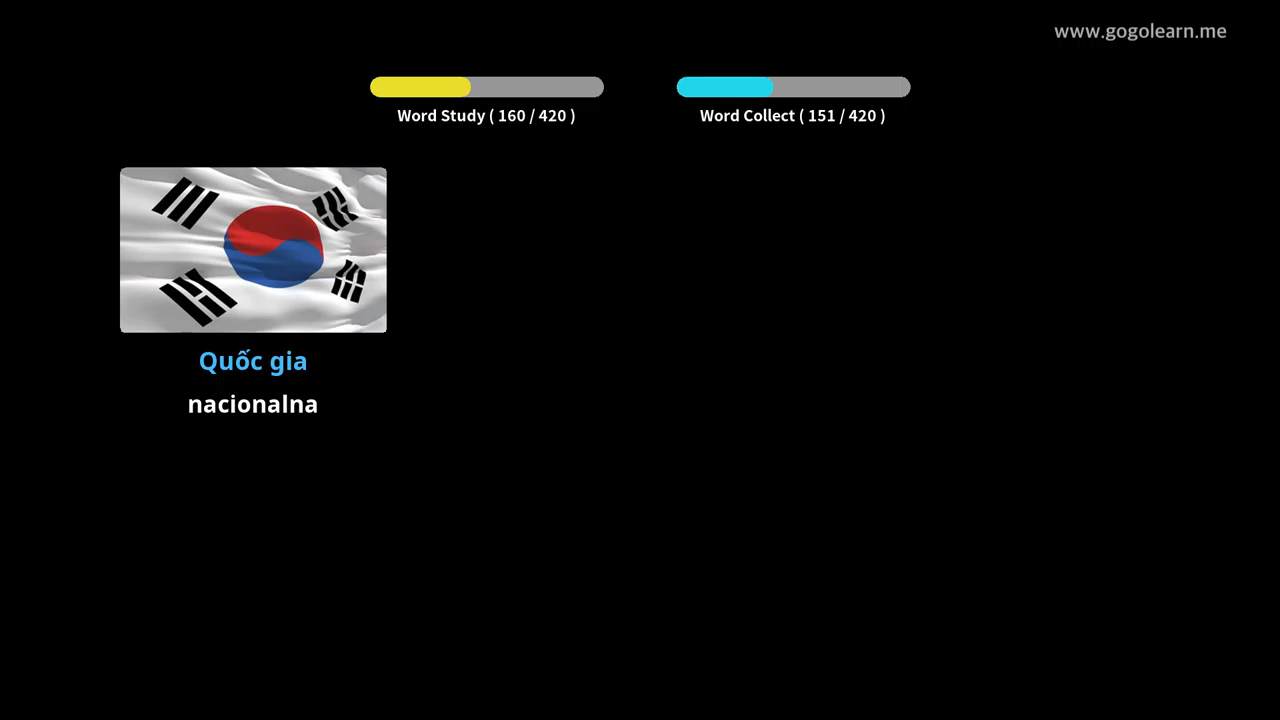 www.gogolearn.me
Word Study ( 160 / 420 )
Word Collect ( 151 / 420 )
Quốc gia
nacionalna